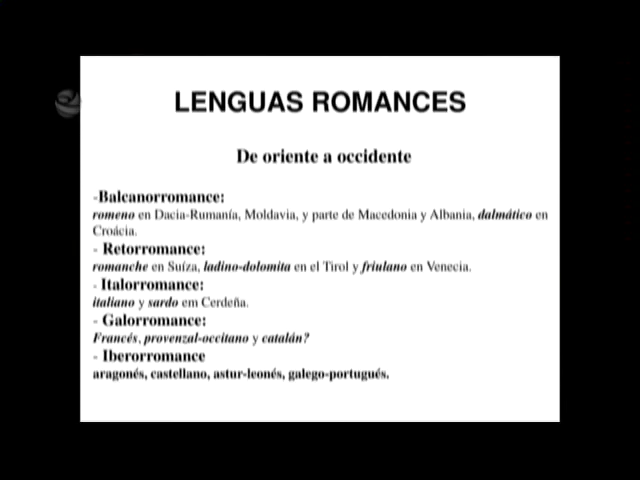 LENGUAS ROMANCES
De oriente a occidente
-Balcanorromance:
romeno en Dacia-Rumanía, Moldavia, y parte de Macedonia y Albania, dalmático en
Croácia.
- Retorromance:
romanche en Suíza, ladino-dolomita en el Tirol y friulano en Venecia.
- Italorromance:
italiano y sardo em Cerdeña.
- Galorromance:
Francés, provenzal-occitano y catalán?
- Iberorromance
aragonés, castellano, astur-leonés, galego-portugués.